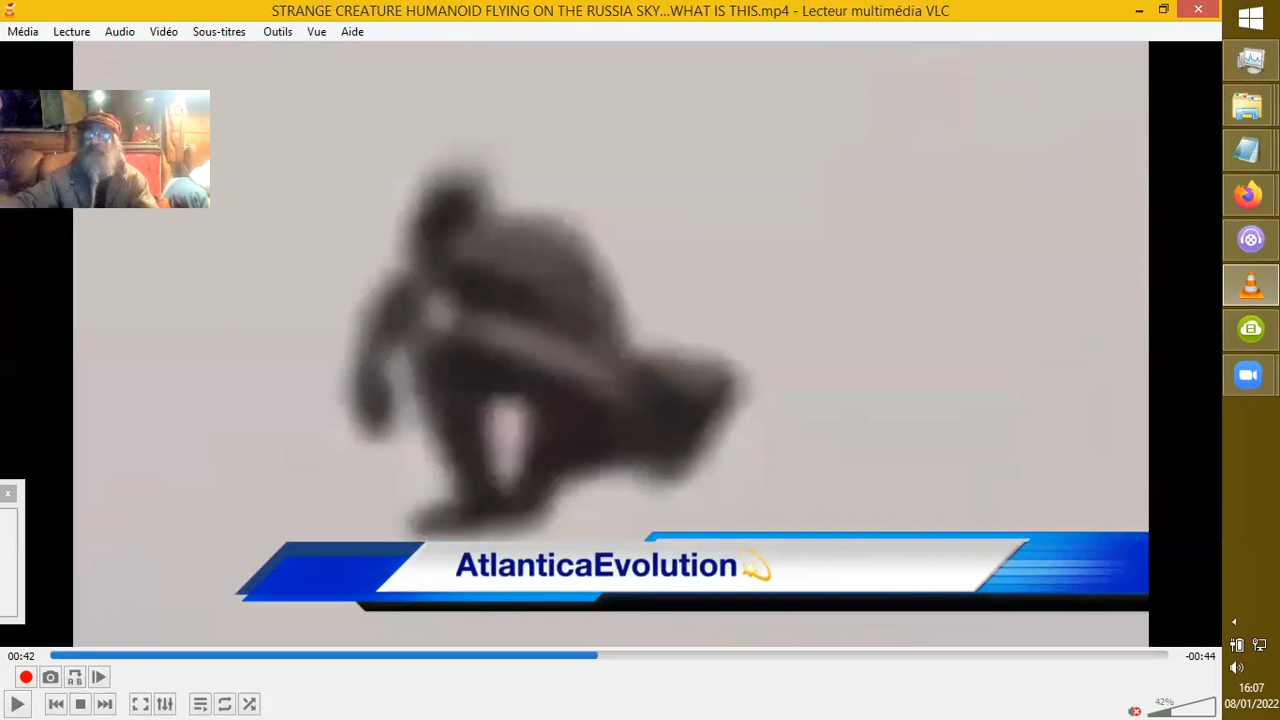 STRANGE CREATURE HUMANOID FLYING ON THE RUSSIA SKY...WHAT IS THIS.mp4 - Lecteur multimédia VLC
Média Lecture Audio Vidéo Sous-titres Outils Vue Aide
AtlanticaEvolution💫
00:42
-00:44
42%
16:07
08/01/2022